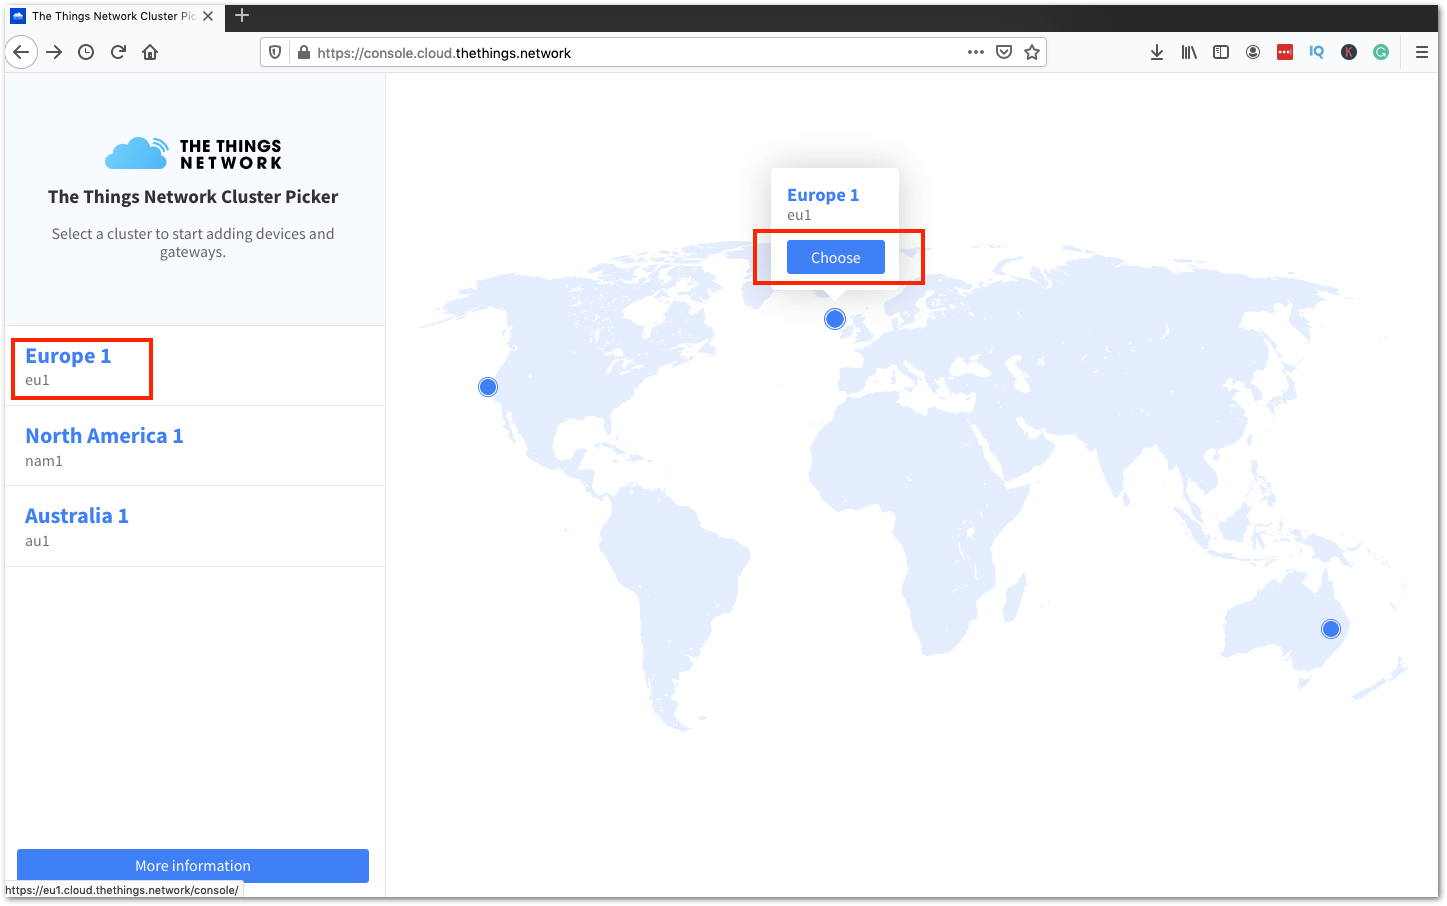 The Things Network Cluster Pic
https://console.cloud.thethings.network
IQ
K
THE THINGS
NETWORK
The Things Network Cluster Picker
Select a cluster to start adding devices and
gateways.
Europe 1
eu1
North America 1
nam1
Australia 1
au1
More information
https://eu1.cloud.thethings.network/console/
Europe 1
eu1
Choose